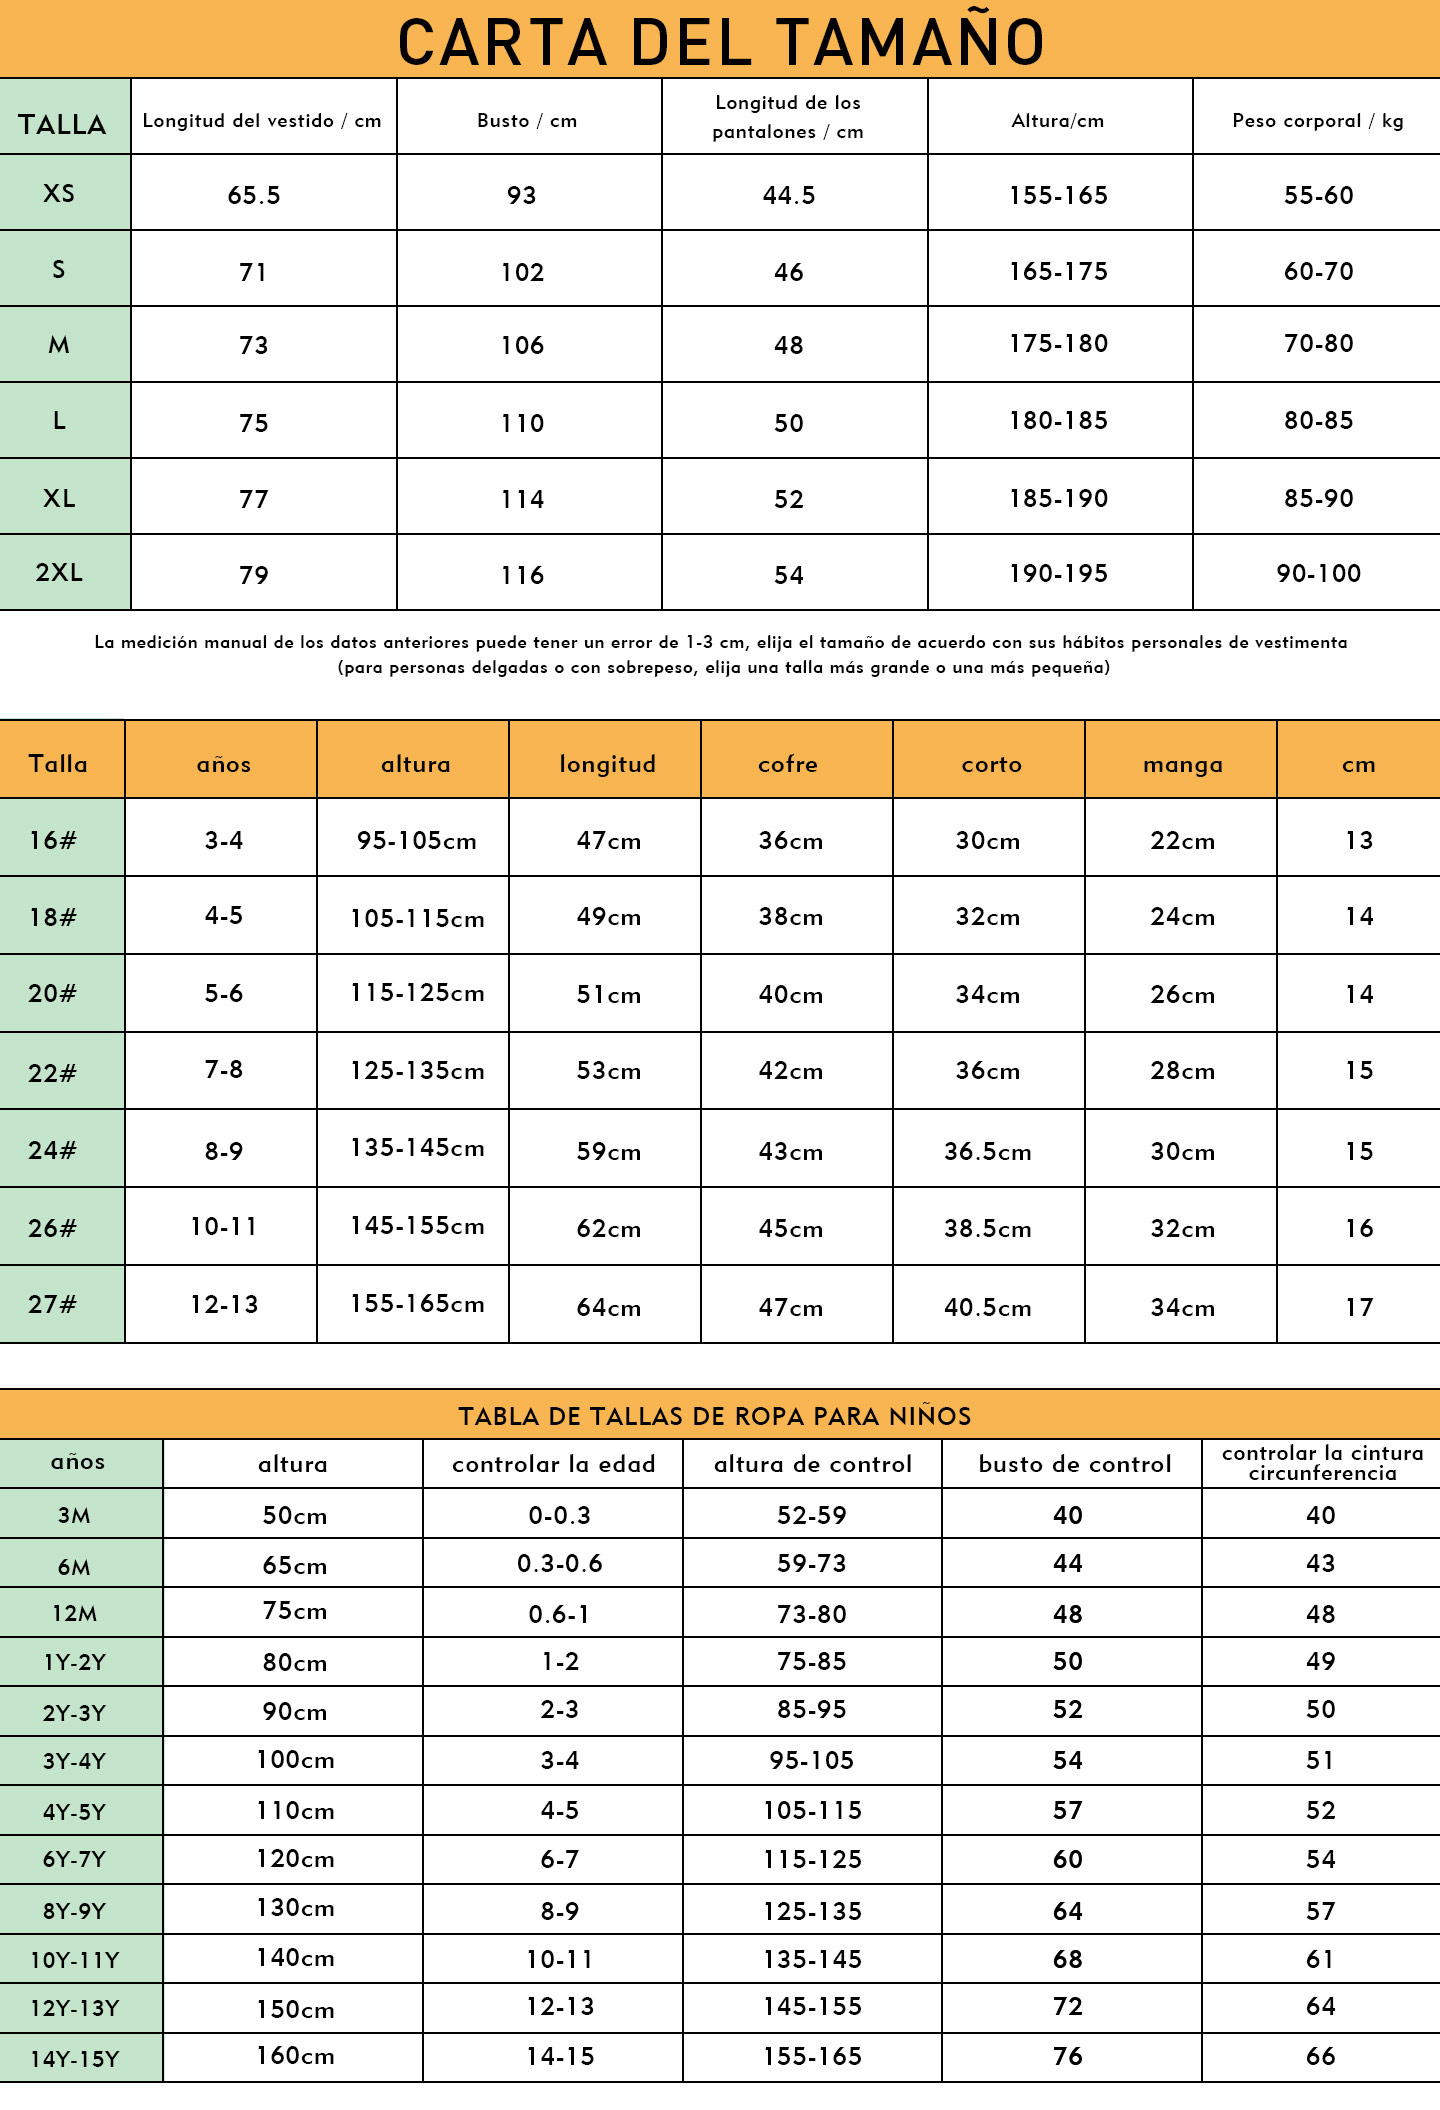 CARTA DEL TAMAÑO
TALLA Longitud del vestido / cm Busto / cm Longitud de los pantalones / cm Altura/cm Peso corporal / kg
XS 65.5 93 44.5 155-165 55-60
S 71 102 46 165-175 60-70
M 73 106 48 175-180 70-80
L 75 110 50 180-185 80-85
XL 77 114 52 185-190 85-90
2XL 79 116 54 190-195 90-100
La medición manual de los datos anteriores puede tener un error de 1-3 cm, elija el tamaño de acuerdo con sus hábitos personales de vestimenta
(para personas delgadas o con sobrepeso, elija una talla más grande o una más pequeña)
Talla años altura longitud cofre corto manga cm
16# 3-4 95-105cm 47cm 36cm 30cm 22cm 13
18# 4-5 105-115cm 49cm 38cm 32cm 24cm 14
20# 5-6 115-125cm 51cm 40cm 34cm 26cm 14
22# 7-8 125-135cm 53cm 42cm 36cm 28cm 15
24# 8-9 135-145cm 59cm 43cm 36.5cm 30cm 15
26# 10-11 145-155cm 62cm 45cm 38.5cm 32cm 16
27# 12-13 155-165cm 64cm 47cm 40.5cm 34cm 17
TABLA DE TALLAS DE ROPA PARA NIÑOS
años altura controlar la edad altura de control busto de control controlar la cintura circunferencia
3M 50cm 0-0.3 52-59 40 40
6M 65cm 0.3-0.6 59-73 44 43
12M 75cm 0.6-1 73-80 48 48
1Y-2Y 80cm 1-2 75-85 50 49
2Y-3Y 90cm 2-3 85-95 52 50
3Y-4Y 100cm 3-4 95-105 54 51
4Y-5Y 110cm 4-5 105-115 57 52
6Y-7Y 120cm 6-7 115-125 60 54
8Y-9Y 130cm 8-9 125-135 64 57
10Y-11Y 140cm 10-11 135-145 68 61
12Y-13Y 150cm 12-13 145-155 72 64
14Y-15Y 160cm 14-15 155-165 76 66